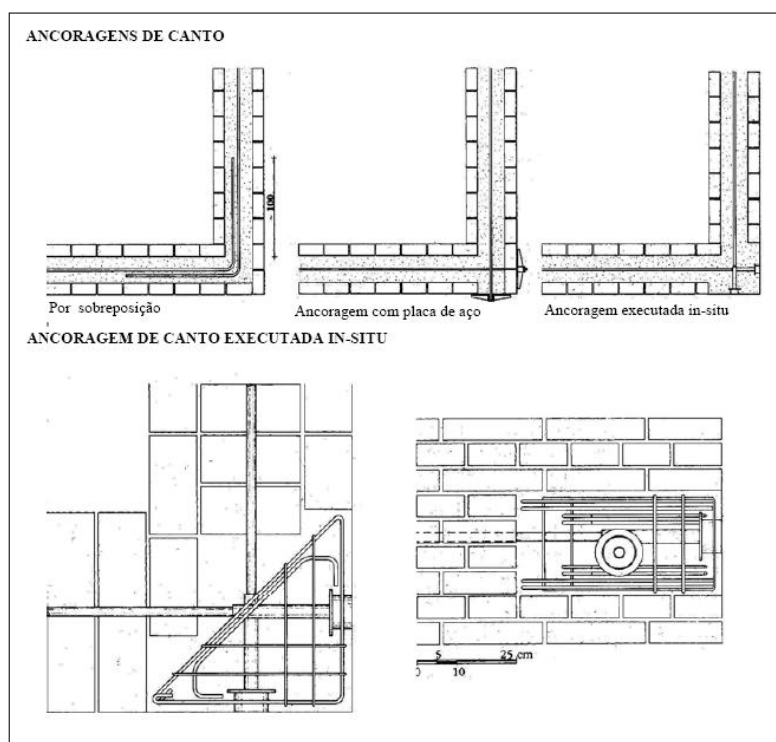 ANCORAGENS DE CANTO
~100
Por sobreposição
Ancoragem com placa de aço
Ancoragem executada in-situ
ANCORAGEM DE CANTO EXECUTADA IN-SITU
5 25 cm
0 10